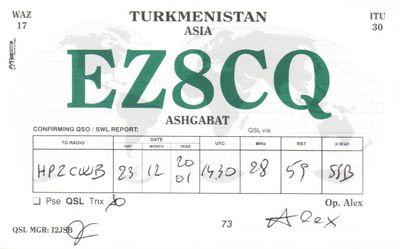 WAZ
17
TURKMENISTAN
ASIA
ITU
30
EZ8CQ
ASHGABAT
CONFIRMING QSO / SWL REPORT:
QSL via:
TO RADIO DATE UTC MHz RST 2-WAY
DAY MONTH YEAR
HP2CWB 23 12 2001 1430 28 59 SSB
Pse QSL Tnx
Op. Alex
QSL MGR: I2JSB
73
Alex